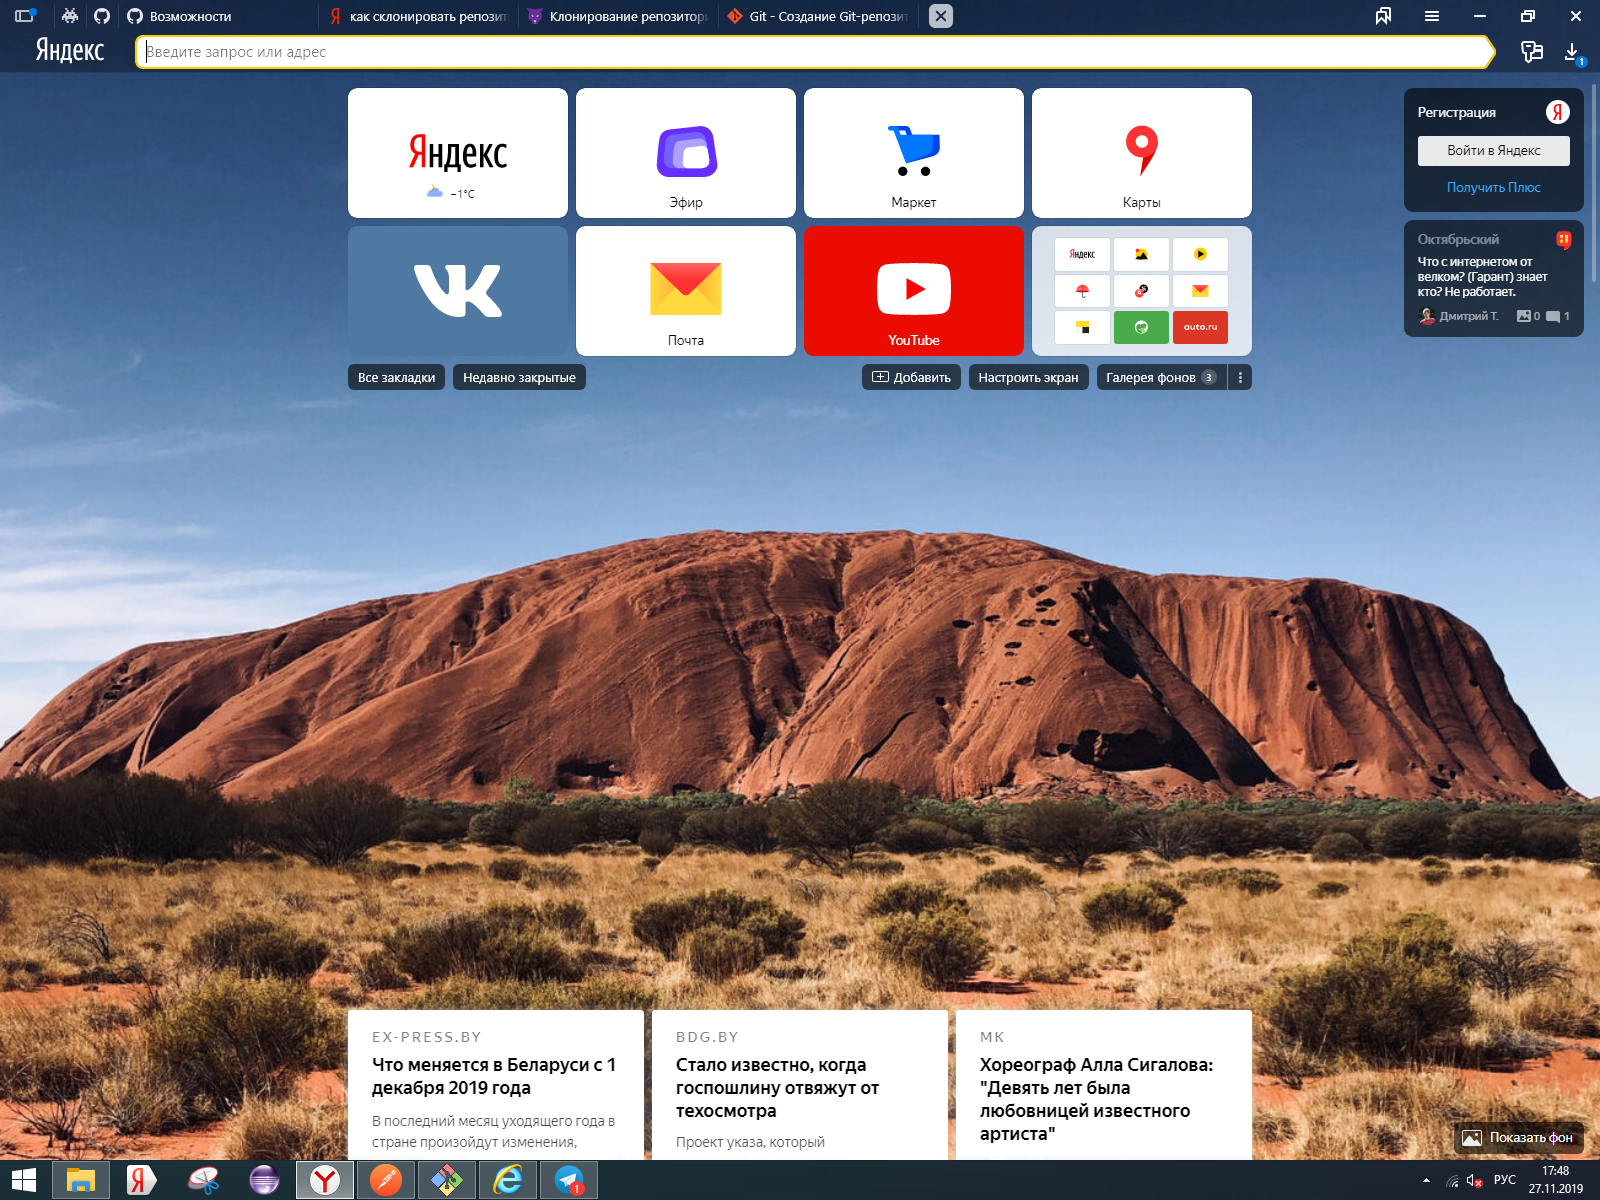 Возможности
как склонировать репозит
Клонирование репозитори
Git - Создание Git-репозит
Яндекс
Введите запрос или адрес
1
Яндекс
−1°C
Эфир
Маркет
Карты
Почта
YouTube
Яндекс
auto.ru
Все закладки
Недавно закрытые
Добавить
Настроить экран
Галерея фонов 3
Регистрация
Я
Войти в Яндекс
Получить Плюс
Октябрьский
Что с интернетом от
велком? (Гарант) знает
кто? Не работает.
Дмитрий Т.
0
1
EX-PRESS.BY
Что меняется в Беларуси с 1
декабря 2019 года
В последний месяц уходящего года в
стране произойдут изменения,
BDG.BY
Стало известно, когда
госпошлину отвяжут от
техосмотра
Проект указа, который
МК
Хореограф Алла Сигалова:
"Девять лет была
любовницей известного
артиста"
Показать фон
1
РУС
17:48
27.11.2019